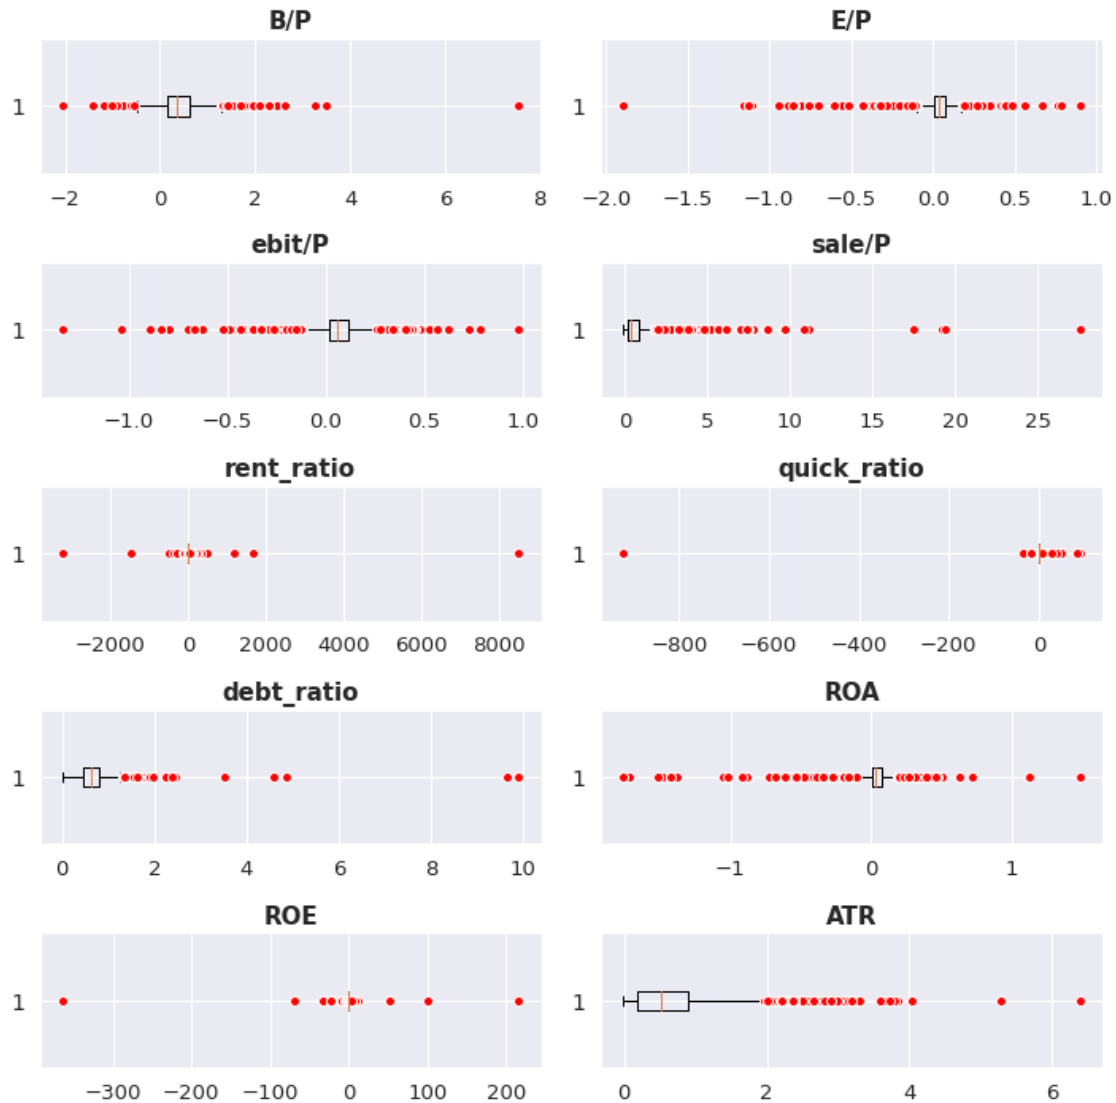 B/P E/P
1 1
−2 0 2 4 6 8 −2.0 −1.5 −1.0 −0.5 0.0 0.5 1.0
ebit/P sale/P
1 1
−1.0 −0.5 0.0 0.5 1.0 0 5 10 15 20 25
rent_ratio quick_ratio
1 1
−2000 0 2000 4000 6000 8000 −800 −600 −400 −200 0
debt_ratio ROA
1 1
0 2 4 6 8 10 −1 0 1
ROE ATR
1 1
−300 −200 −100 0 100 200 0 2 4 6